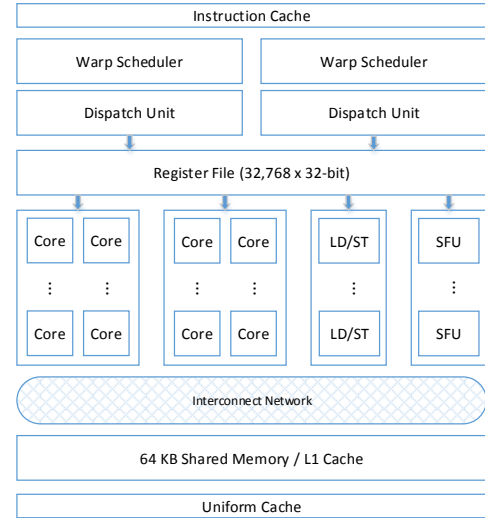 Instruction Cache
Warp Scheduler Warp Scheduler
Dispatch Unit Dispatch Unit
Register File (32,768 x 32-bit)
Core Core Core Core LD/ST SFU
Core Core Core Core LD/ST SFU
Interconnect Network
64 KB Shared Memory / L1 Cache
Uniform Cache